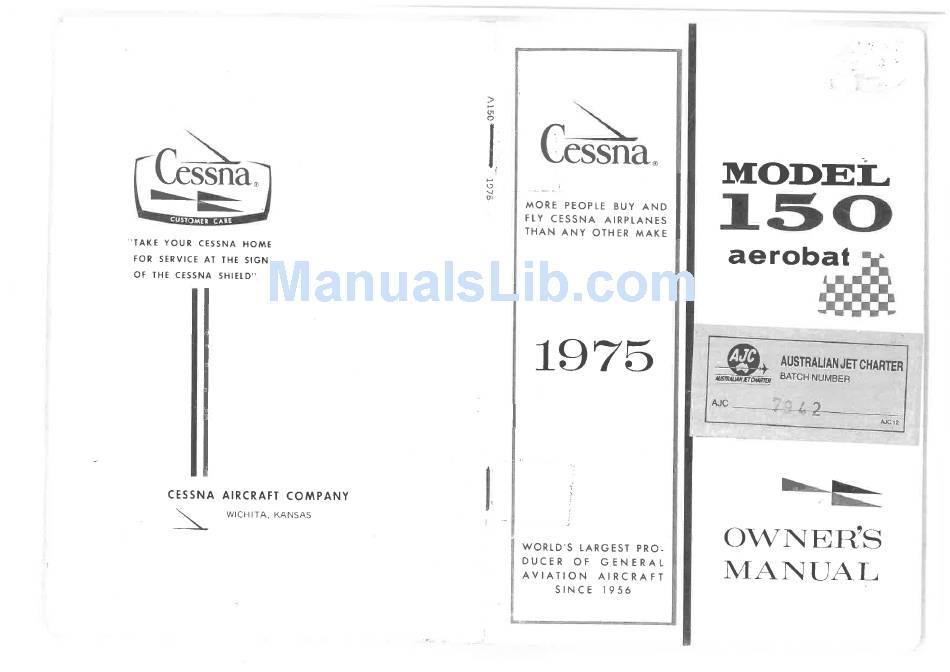 Cessna®
CUSTOMER CARE
"TAKE YOUR CESSNA HOME
FOR SERVICE AT THE SIGN
OF THE CESSNA SHIELD"
CESSNA AIRCRAFT COMPANY
WICHITA, KANSAS
A150
Cessna®
MORE PEOPLE BUY AND
FLY CESSNA AIRPLANES
THAN ANY OTHER MAKE
1975
WORLD'S LARGEST PRO-
DUCER OF GENERAL
AVIATION AIRCRAFT
SINCE 1956
MODEL
150
aerobat
AJC
AUSTRALIAN JET CHARTER
AUSTRALIAN JET CHARTER
BATCH NUMBER
AJC 7842
AJC 12
OWNER'S
MANUAL
ManualsLib.com